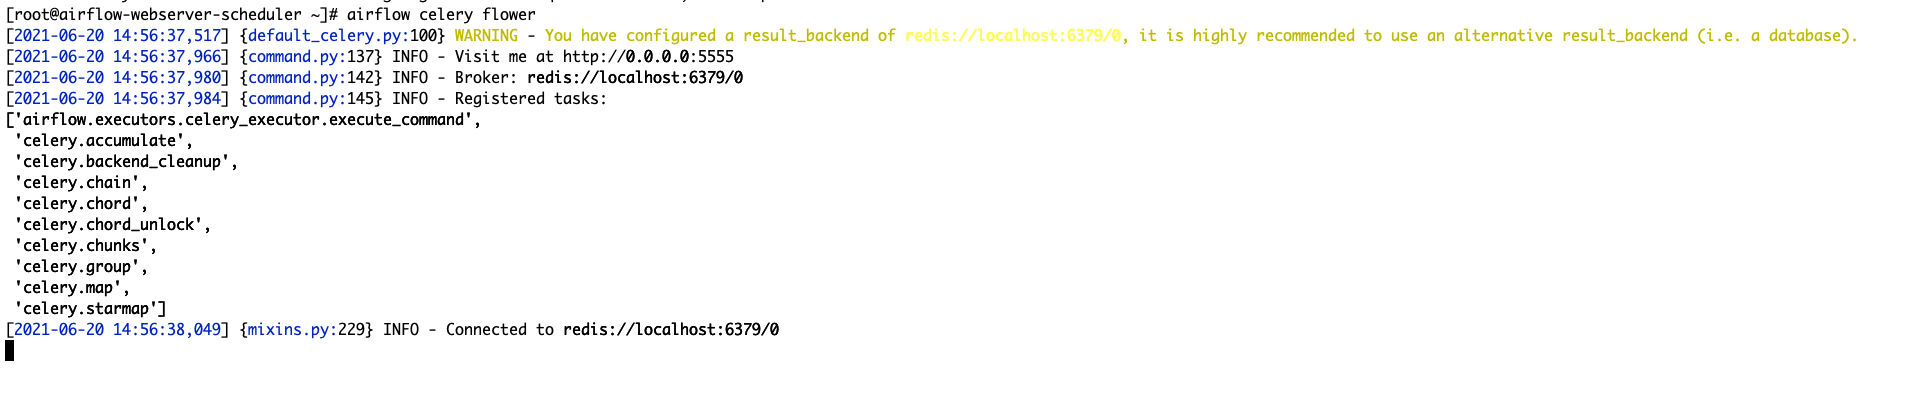 [root@airflow-webserver-scheduler ~]# airflow celery flower
[2021-06-20 14:56:37,517] {default_celery.py:100} WARNING - You have configured a result_backend of redis://localhost:6379/0, it is highly recommended to use an alternative result_backend (i.e. a database).
[2021-06-20 14:56:37,966] {command.py:137} INFO - Visit me at http://0.0.0.0:5555
[2021-06-20 14:56:37,980] {command.py:142} INFO - Broker: redis://localhost:6379/0
[2021-06-20 14:56:37,984] {command.py:145} INFO - Registered tasks:
['airflow.executors.celery_executor.execute_command',
 'celery.accumulate',
 'celery.backend_cleanup',
 'celery.chain',
 'celery.chord',
 'celery.chord_unlock',
 'celery.chunks',
 'celery.group',
 'celery.map',
 'celery.starmap']
[2021-06-20 14:56:38,049] {mixins.py:229} INFO - Connected to redis://localhost:6379/0